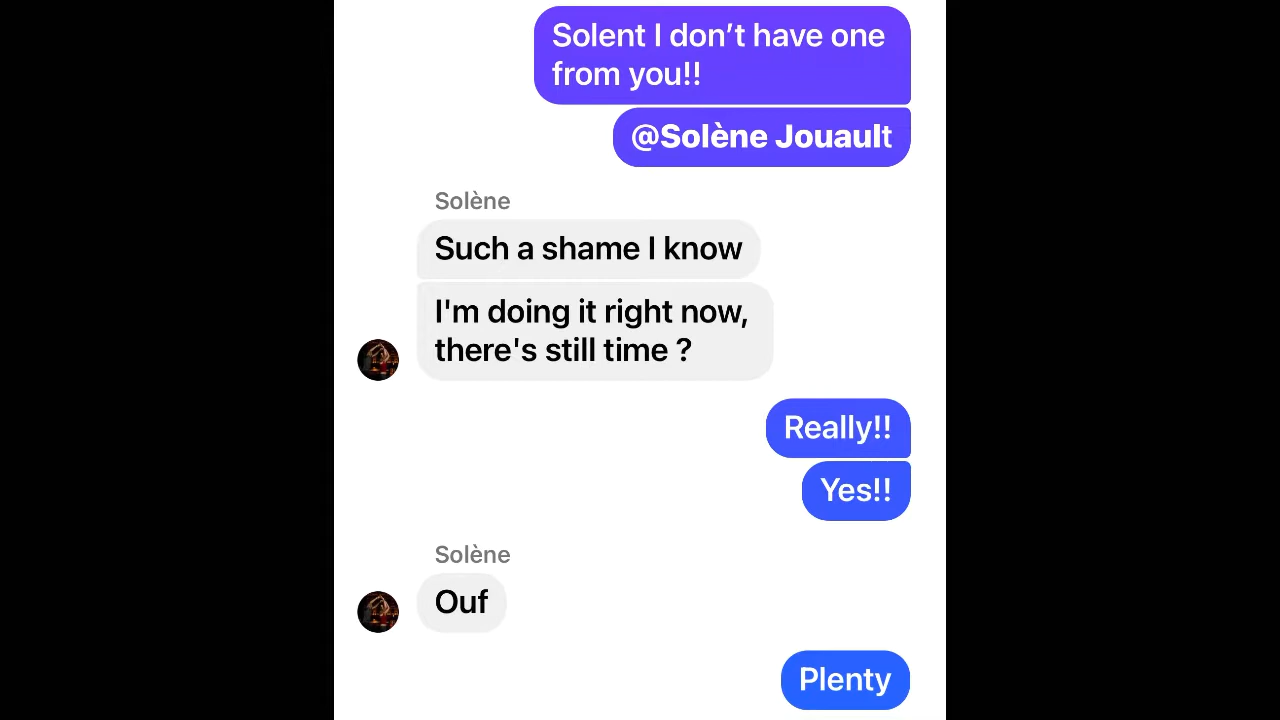 Solent I don’t have one
from you!!
@Solène Jouault
Solène
Such a shame I know
I'm doing it right now,
there's still time ?
Really!!
Yes!!
Solène
Ouf
Plenty